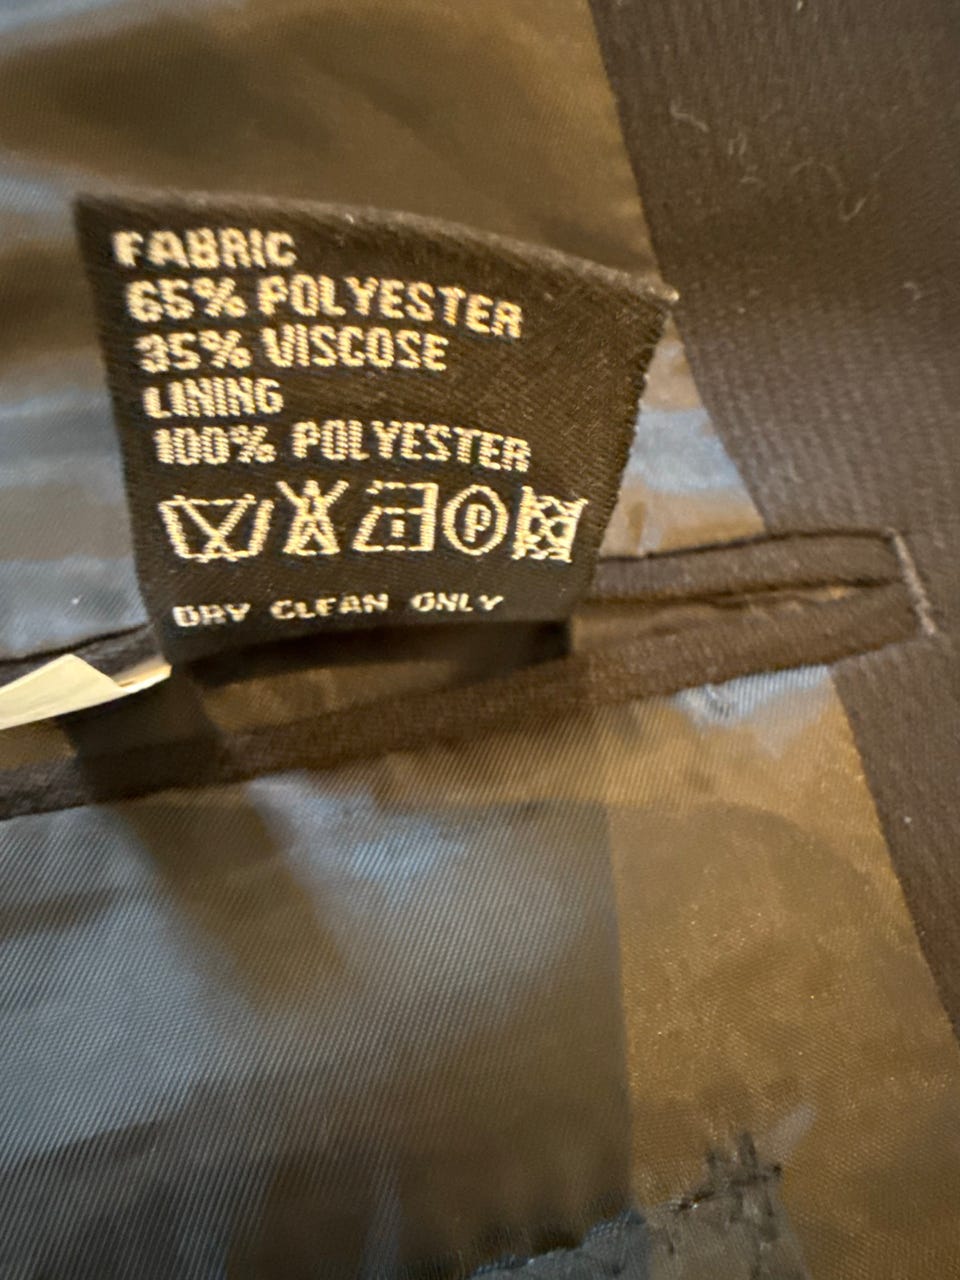 FABRIC
65% POLYESTER
35% VISCOSE
LINING
100% POLYESTER
P
DRY CLEAN ONLY